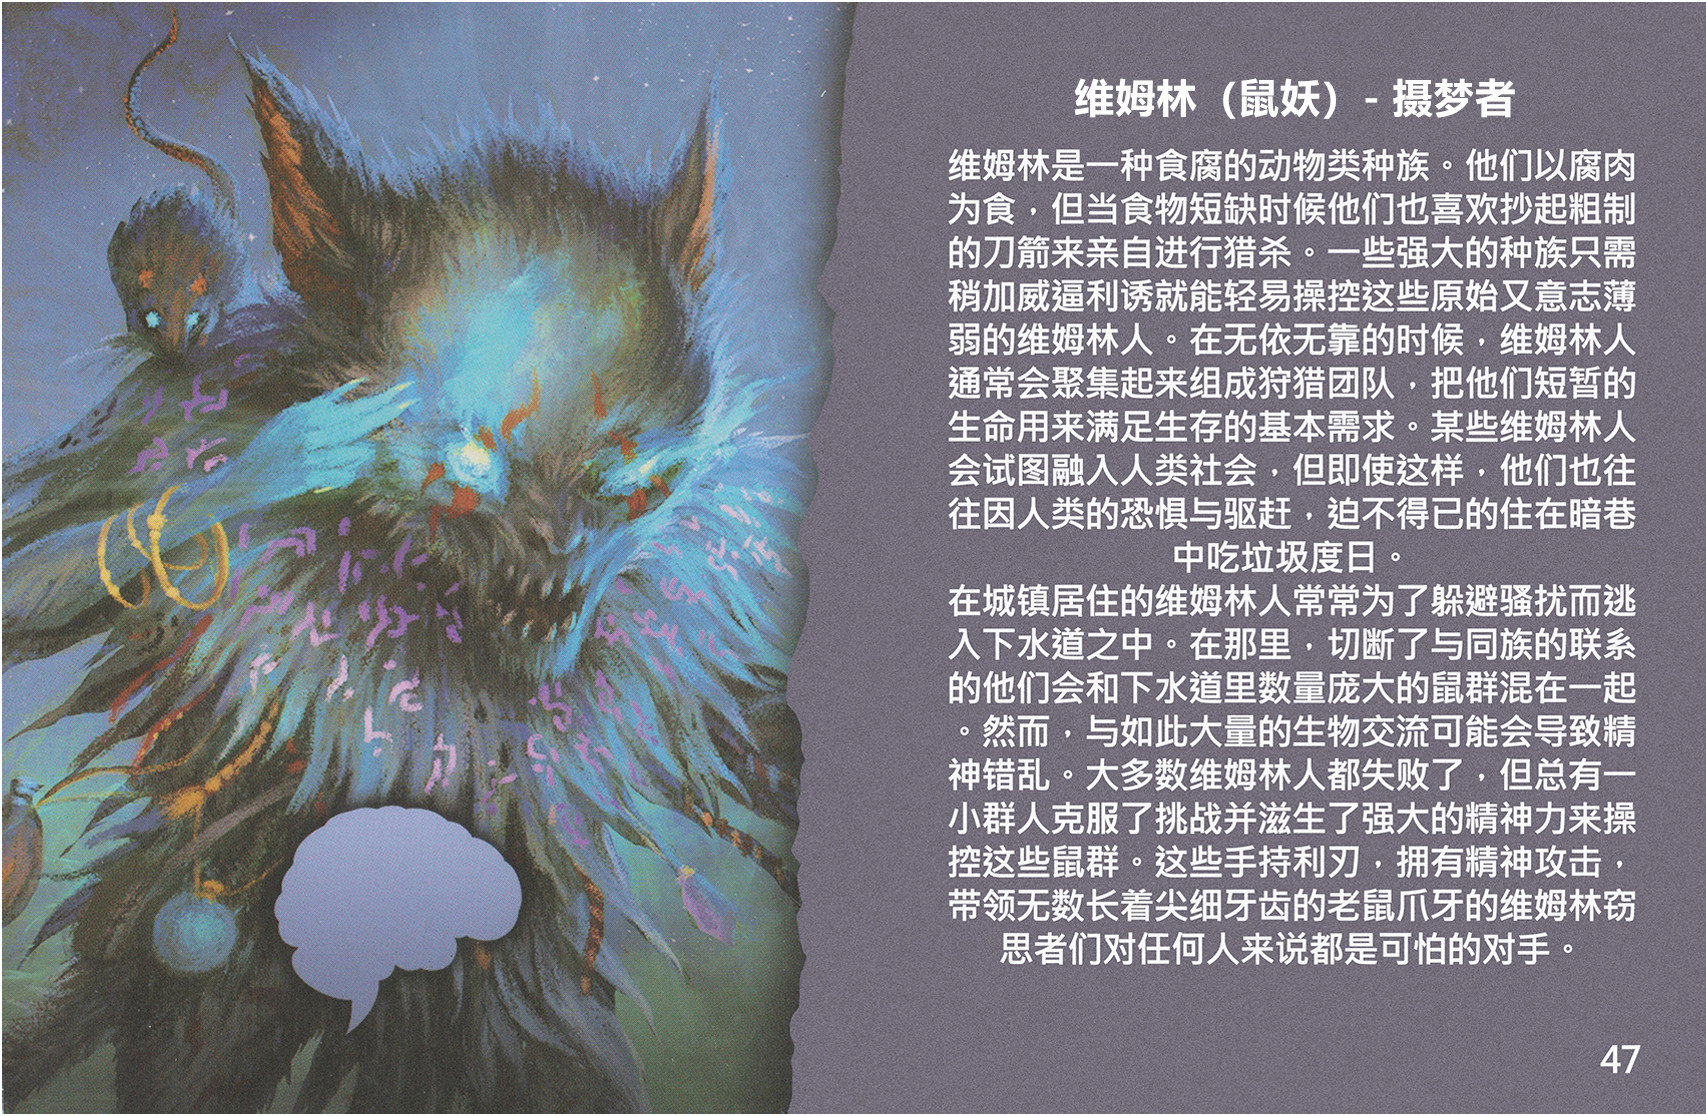 维姆林（鼠妖）- 摄梦者
维姆林是一种食腐的动物类种族。他们以腐肉
为食，但当食物短缺时候他们也喜欢抄起粗制
的刀箭来亲自进行猎杀。一些强大的种族只需
稍加威逼利诱就能轻易操控这些原始又意志薄
弱的维姆林人。在无依无靠的时候，维姆林人
通常会聚集起来组成狩猎团队，把他们短暂的
生命用来满足生存的基本需求。某些维姆林人
会试图融入人类社会，但即使这样，他们也往
往因人类的恐惧与驱赶，迫不得已的住在暗巷
中吃垃圾度日。
在城镇居住的维姆林人常常为了躲避骚扰而逃
入下水道之中。在那里，切断了与同族的联系
的他们会和下水道里数量庞大的鼠群混在一起
。然而，与如此大量的生物交流可能会导致精
神错乱。大多数维姆林人都失败了，但总有一
小群人克服了挑战并滋生了强大的精神力来操
控这些鼠群。这些手持利刃，拥有精神攻击，
带领无数长着尖细牙齿的老鼠爪牙的维姆林窃
思者们对任何人来说都是可怕的对手。
47